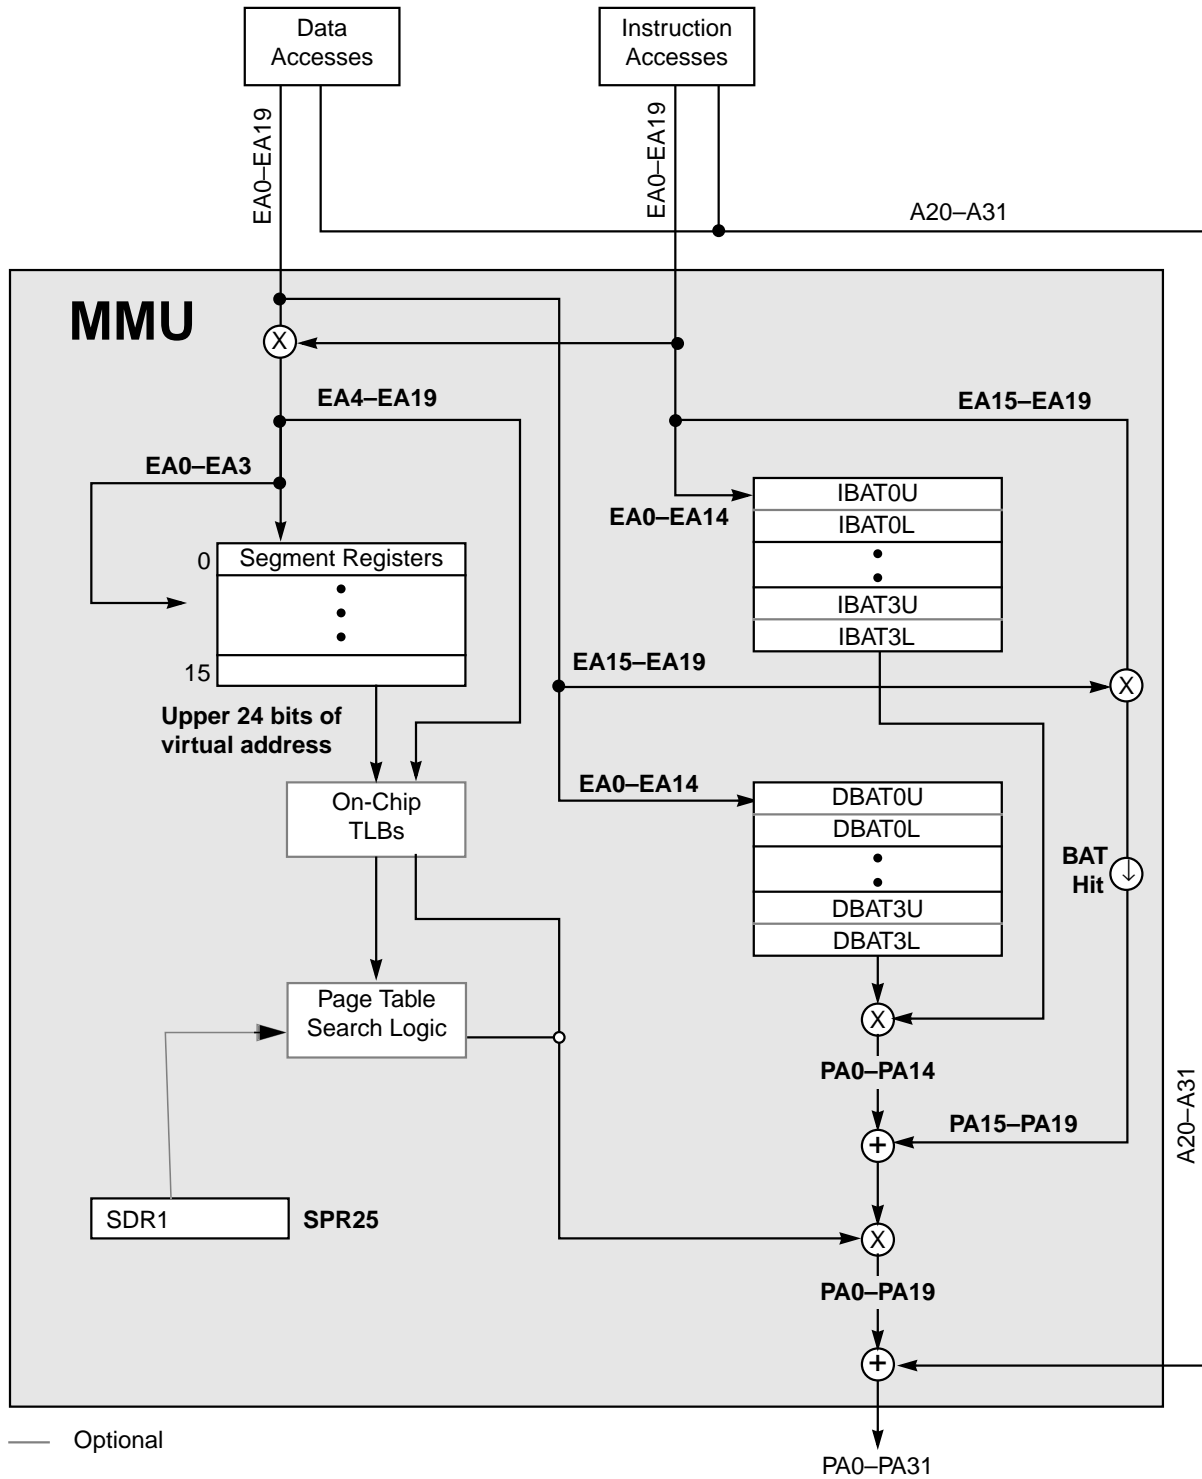 Data
Accesses
Instruction
Accesses
EA0–EA19
EA0–EA19
A20–A31
MMU
X
EA4–EA19
EA15–EA19
EA0–EA3
EA0–EA14
IBAT0U
IBAT0L
IBAT3U
IBAT3L
0
Segment Registers
15
EA15–EA19
X
Upper 24 bits of
virtual address
EA0–EA14
On-Chip
TLBs
DBAT0U
DBAT0L
DBAT3U
DBAT3L
BAT
Hit
Page Table
Search Logic
X
PA0–PA14
PA15–PA19
+
A20–A31
SDR1
SPR25
X
PA0–PA19
+
Optional
PA0–PA31